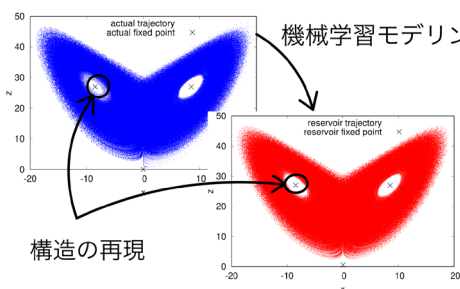 actual trajectory
actual fixed point
50
40
30
20
10
0
z
-20
-10
0
10
機械学習モデリン
reservoir trajectory
reservoir fixed point
50
40
30
20
10
0
z
-20
-10
0
10
20
構造の再現